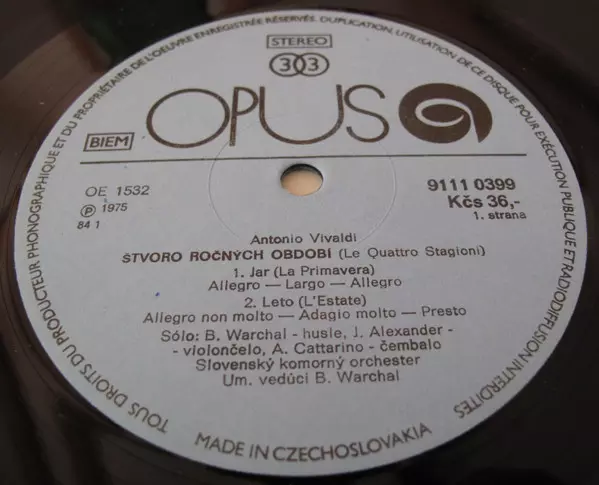 TOUS DROITS DU PRODUCTEUR PHONOGRAPHIQUE ET DU PROPRIÉTAIRE DE L'OEUVRE ENREGISTRÉE RÉSERVÉS. DUPLICATION, UTILISATION DE CE DISQUE POUR EXÉCUTION PUBLIQUE ET RADIODIFFUSION INTERDITES
STEREO
33
OPUS
BIEM
OE 1532
Ⓟ 1975
84 1
9111 0399
Kčs 36,-
1. strana
Antonio Vivaldi
ŠTVORO ROČNÝCH OBDOBÍ (Le Quattro Stagioni)
1. Jar (La Primavera)
Allegro — Largo — Allegro
2. Leto (L'Estate)
Allegro non molto — Adagio molto — Presto
Sólo: B. Warchal - husle, J. Alexander -
- violončelo, A. Cattarino - čembalo
Slovenský komorný orchester
Um. vedúci B. Warchal
MADE IN CZECHOSLOVAKIA